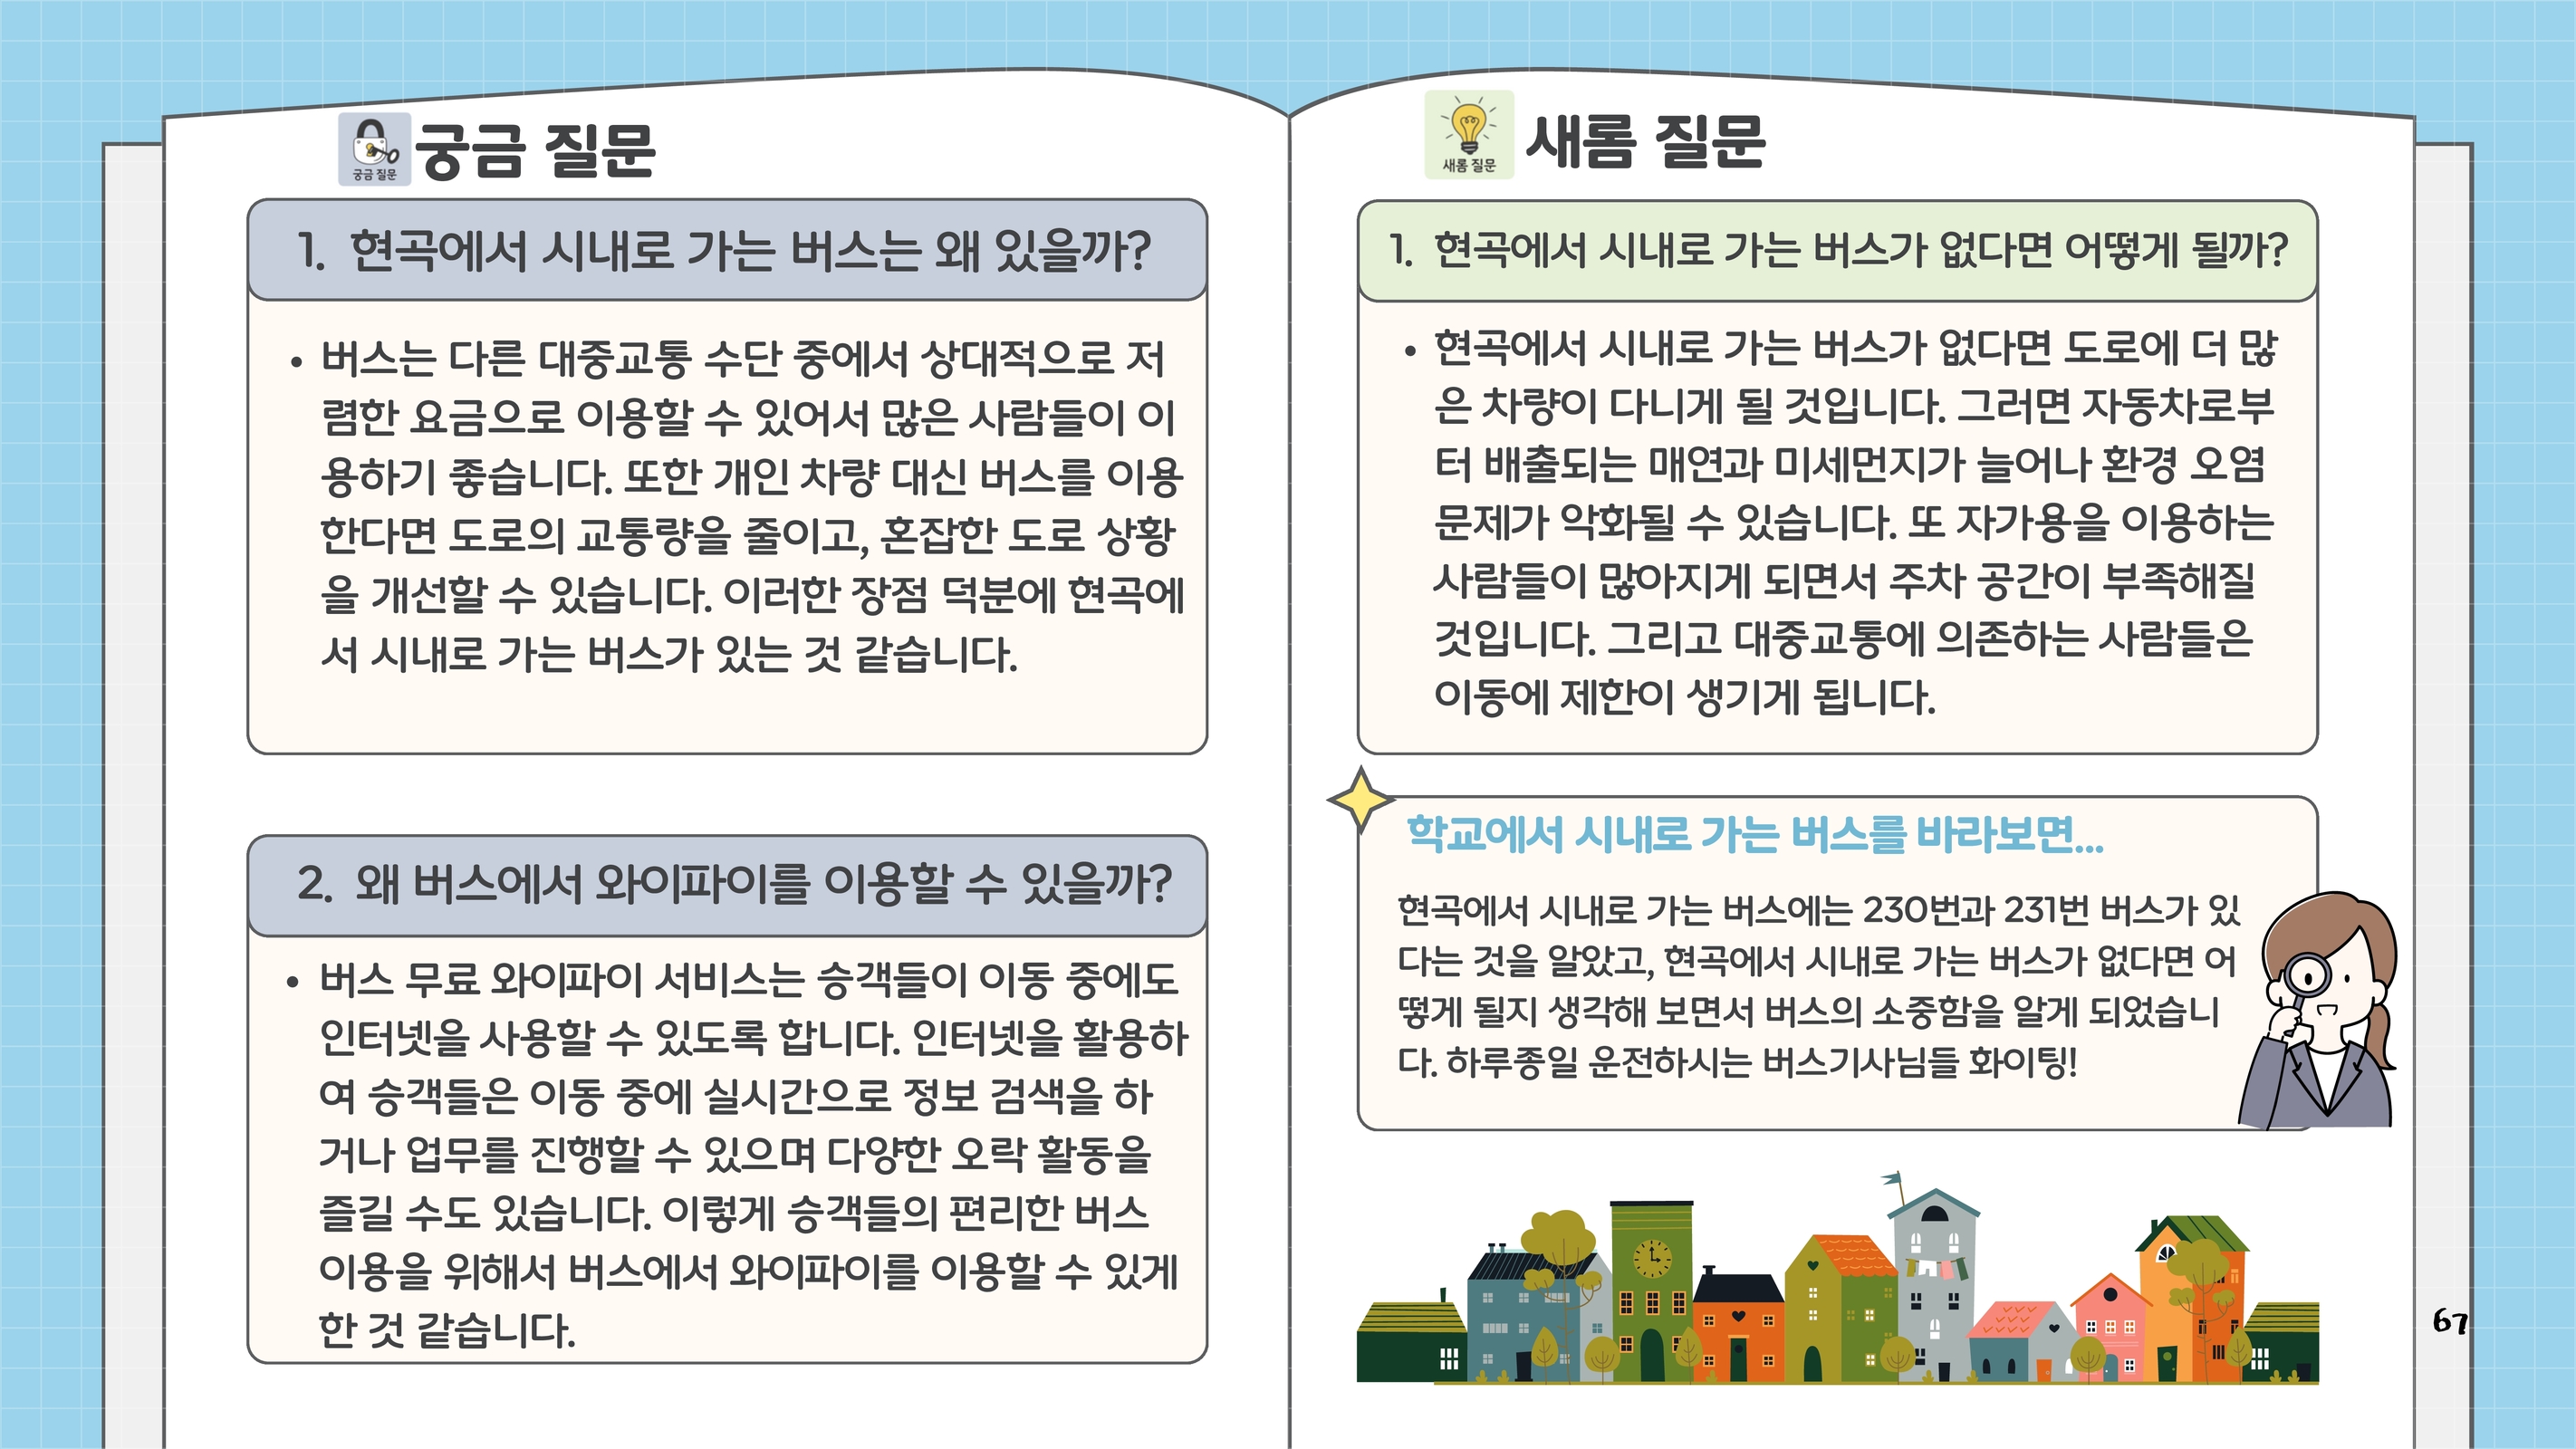 궁금 질문
궁금 질문
1. 현곡에서 시내로 가는 버스는 왜 있을까?
• 버스는 다른 대중교통 수단 중에서 상대적으로 저
렴한 요금으로 이용할 수 있어서 많은 사람들이 이
용하기 좋습니다. 또한 개인 차량 대신 버스를 이용
한다면 도로의 교통량을 줄이고, 혼잡한 도로 상황
을 개선할 수 있습니다. 이러한 장점 덕분에 현곡에
서 시내로 가는 버스가 있는 것 같습니다.
2. 왜 버스에서 와이파이를 이용할 수 있을까?
• 버스 무료 와이파이 서비스는 승객들이 이동 중에도
인터넷을 사용할 수 있도록 합니다. 인터넷을 활용하
여 승객들은 이동 중에 실시간으로 정보 검색을 하
거나 업무를 진행할 수 있으며 다양한 오락 활동을
즐길 수도 있습니다. 이렇게 승객들의 편리한 버스
이용을 위해서 버스에서 와이파이를 이용할 수 있게
한 것 같습니다.
새롬 질문
새롬 질문
1. 현곡에서 시내로 가는 버스가 없다면 어떻게 될까?
• 현곡에서 시내로 가는 버스가 없다면 도로에 더 많
은 차량이 다니게 될 것입니다. 그러면 자동차로부
터 배출되는 매연과 미세먼지가 늘어나 환경 오염
문제가 악화될 수 있습니다. 또 자가용을 이용하는
사람들이 많아지게 되면서 주차 공간이 부족해질
것입니다. 그리고 대중교통에 의존하는 사람들은
이동에 제한이 생기게 됩니다.
학교에서 시내로 가는 버스를 바라보면...
현곡에서 시내로 가는 버스에는 230번과 231번 버스가 있
다는 것을 알았고, 현곡에서 시내로 가는 버스가 없다면 어
떻게 될지 생각해 보면서 버스의 소중함을 알게 되었습니
다. 하루종일 운전하시는 버스기사님들 화이팅!
67